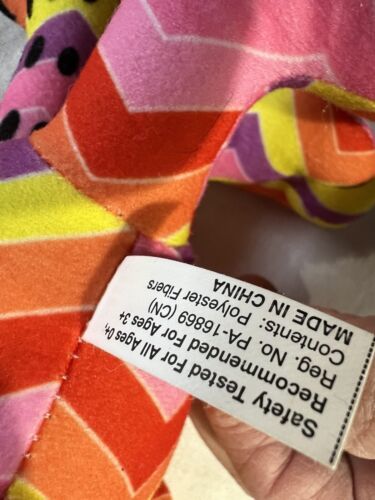 Safety Tested For All Ages 0+,
Recommended For Ages 3+
Reg. No. PA-16869 (CN)
Contents: Polyester Fibers
MADE IN CHINA